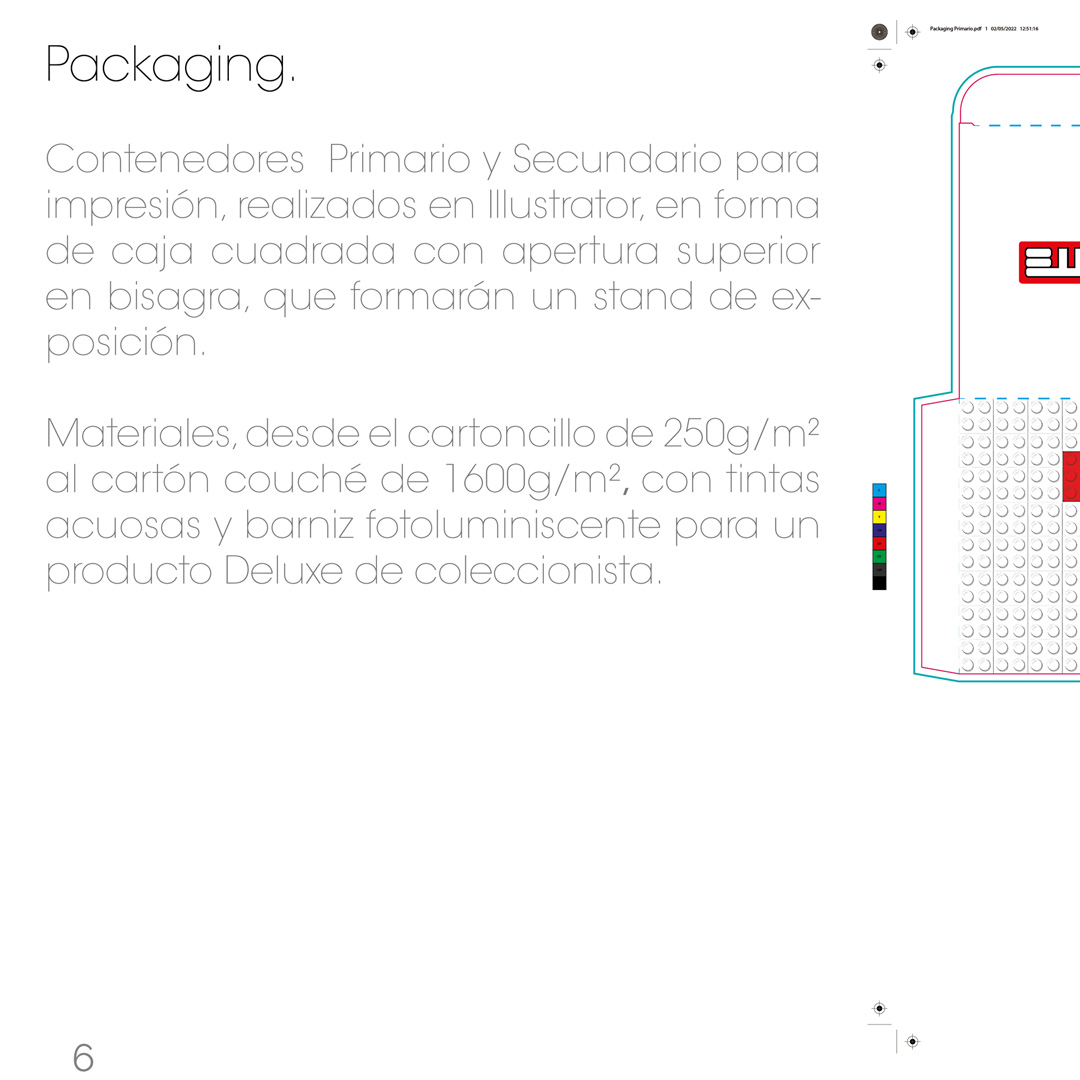 Packaging Primario.pdf 1 02/05/2022 12:51:16
Packaging.
Contenedores Primario y Secundario para
impresión, realizados en Illustrator, en forma
de caja cuadrada con apertura superior
en bisagra, que formarán un stand de ex-
posición.
Materiales, desde el cartoncillo de 250g/m²
al cartón couché de 1600g/m², con tintas
acuosas y barniz fotoluminiscente para un
producto Deluxe de coleccionista.
6